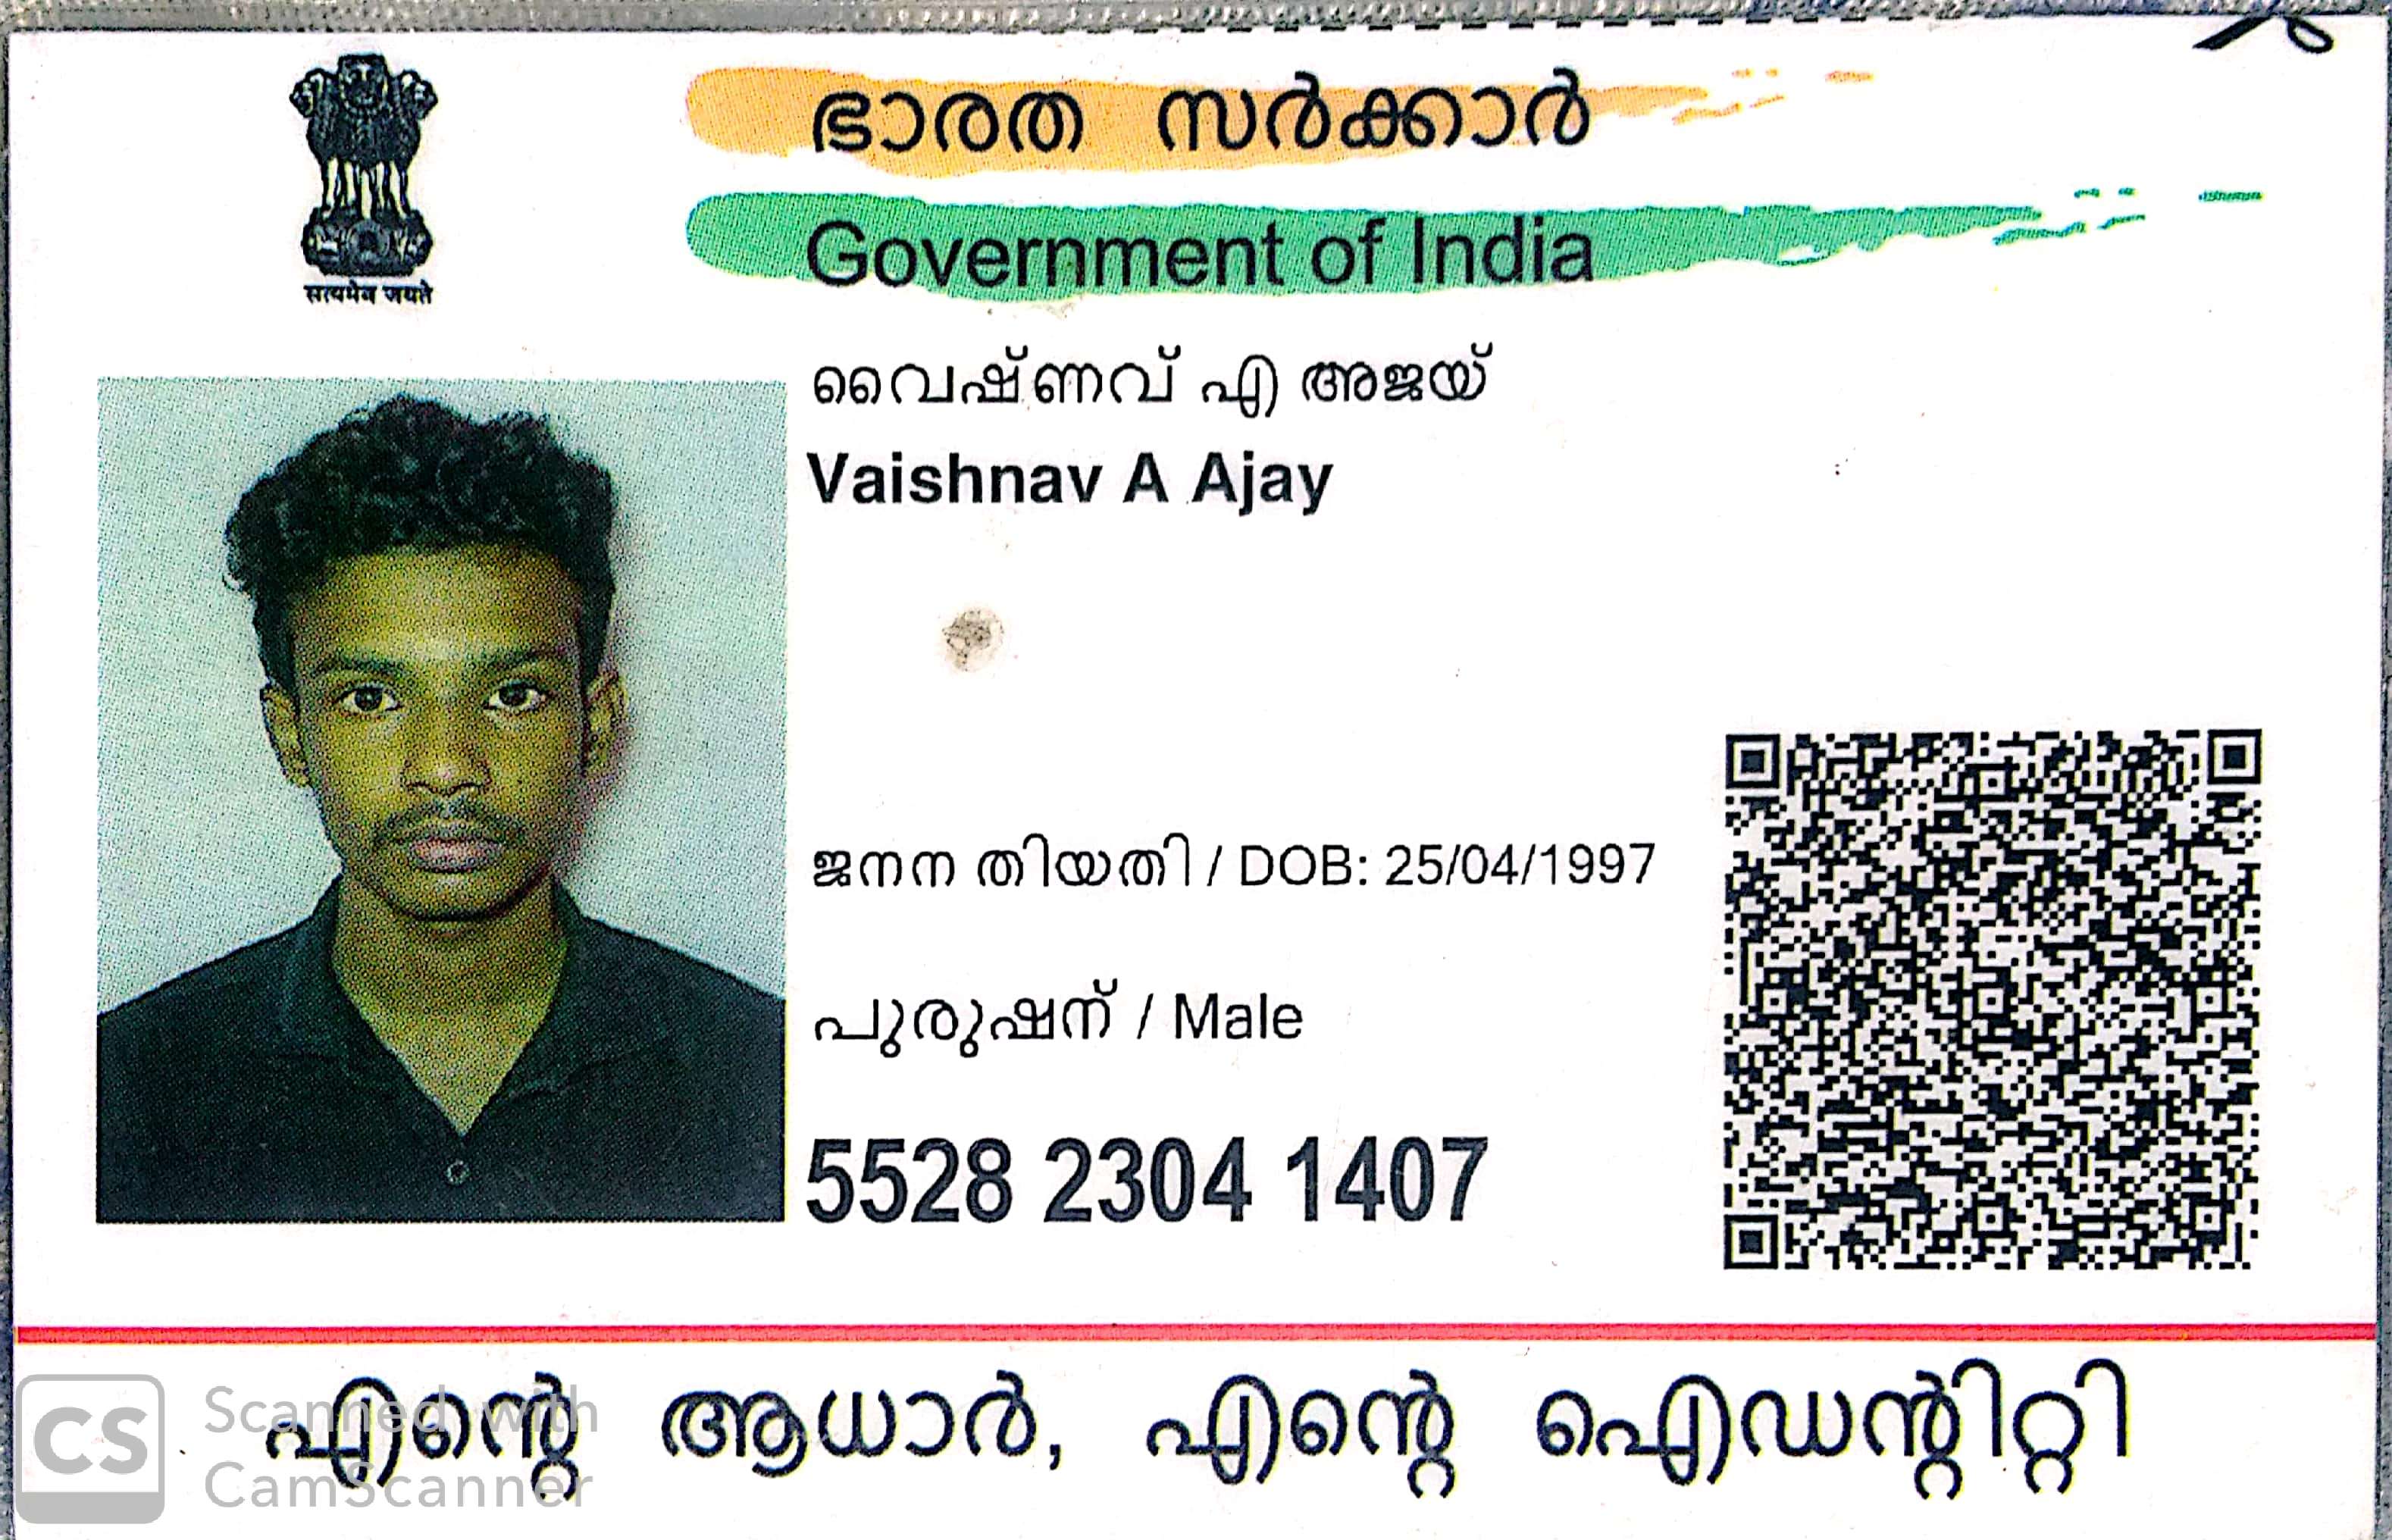 सत्यमेव जयते
ഭാരത സർക്കാർ
Government of India
വൈഷ്ണവ് എ അജയ്
Vaishnav A Ajay
ജനന തിയതി / DOB: 25/04/1997
പുരുഷന് / Male
5528 2304 1407
എന്റെ ആധാർ, എന്റെ ഐഡന്റിറ്റി
CS Scanned with
CamScanner